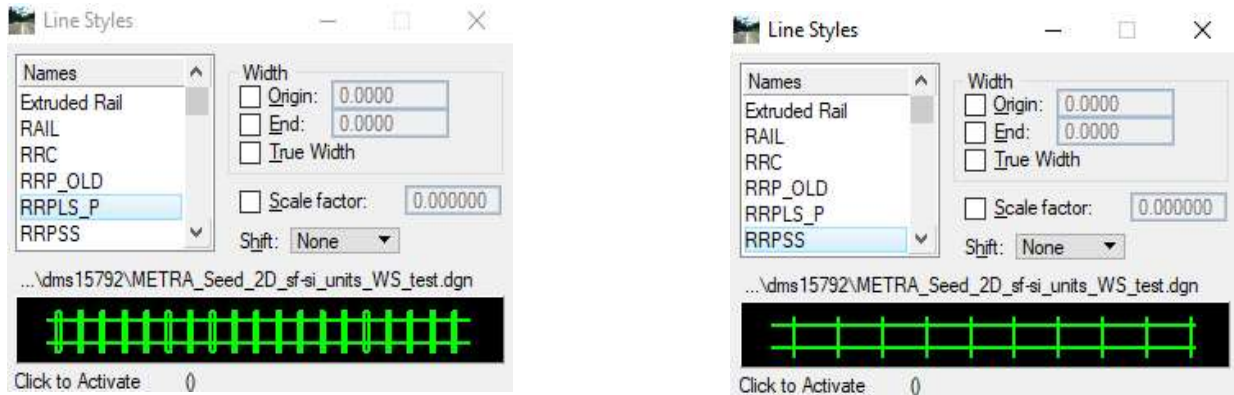 Line Styles
Names
Extruded Rail
RAIL
RRC
RRP_OLD
RRPLS_P
RRPSS
Width
Origin: 0.0000
End: 0.0000
True Width
Scale factor: 0.000000
Shift: None
...\dms15792\METRA_Seed_2D_sf-si_units_WS_test.dgn
Click to Activate ()
Line Styles
Names
Extruded Rail
RAIL
RRC
RRP_OLD
RRPLS_P
RRPSS
Width
Origin: 0.0000
End: 0.0000
True Width
Scale factor: 0.000000
Shift: None
...\dms15792\METRA_Seed_2D_sf-si_units_WS_test.dgn
Click to Activate ()